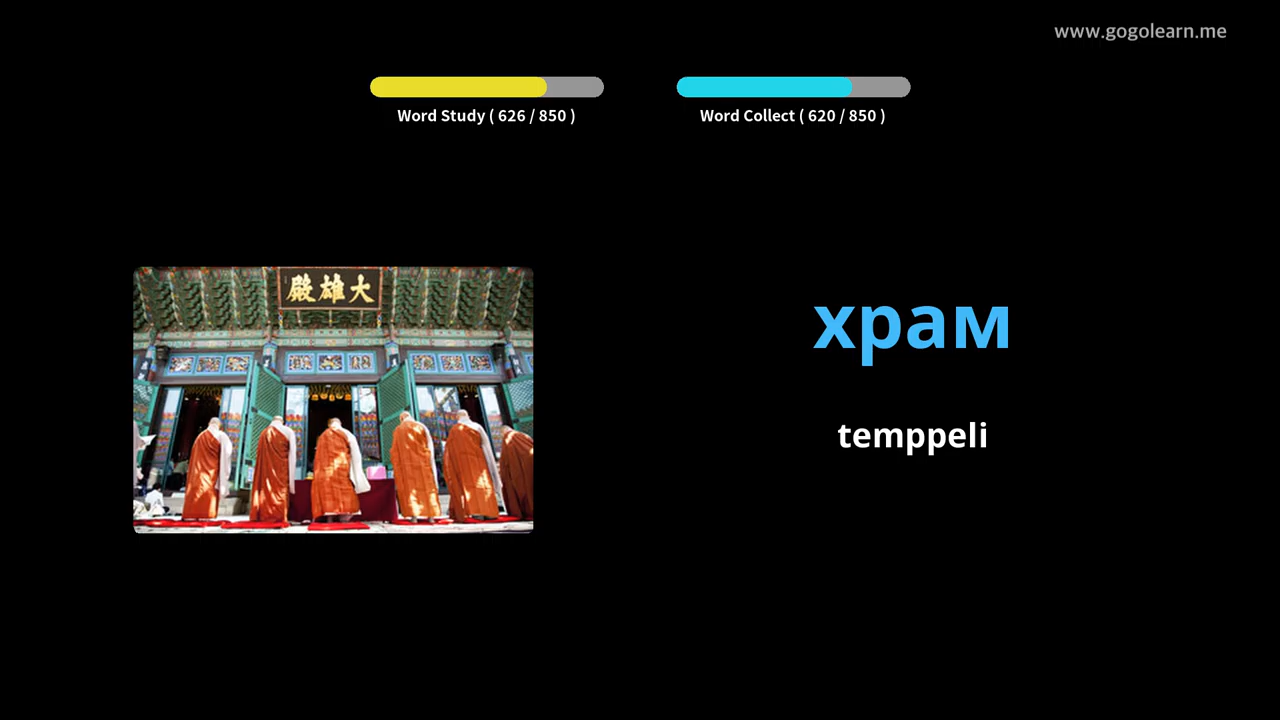 www.gogolearn.me
Word Study ( 626 / 850 )
Word Collect ( 620 / 850 )
殿雄大
храм
temppeli